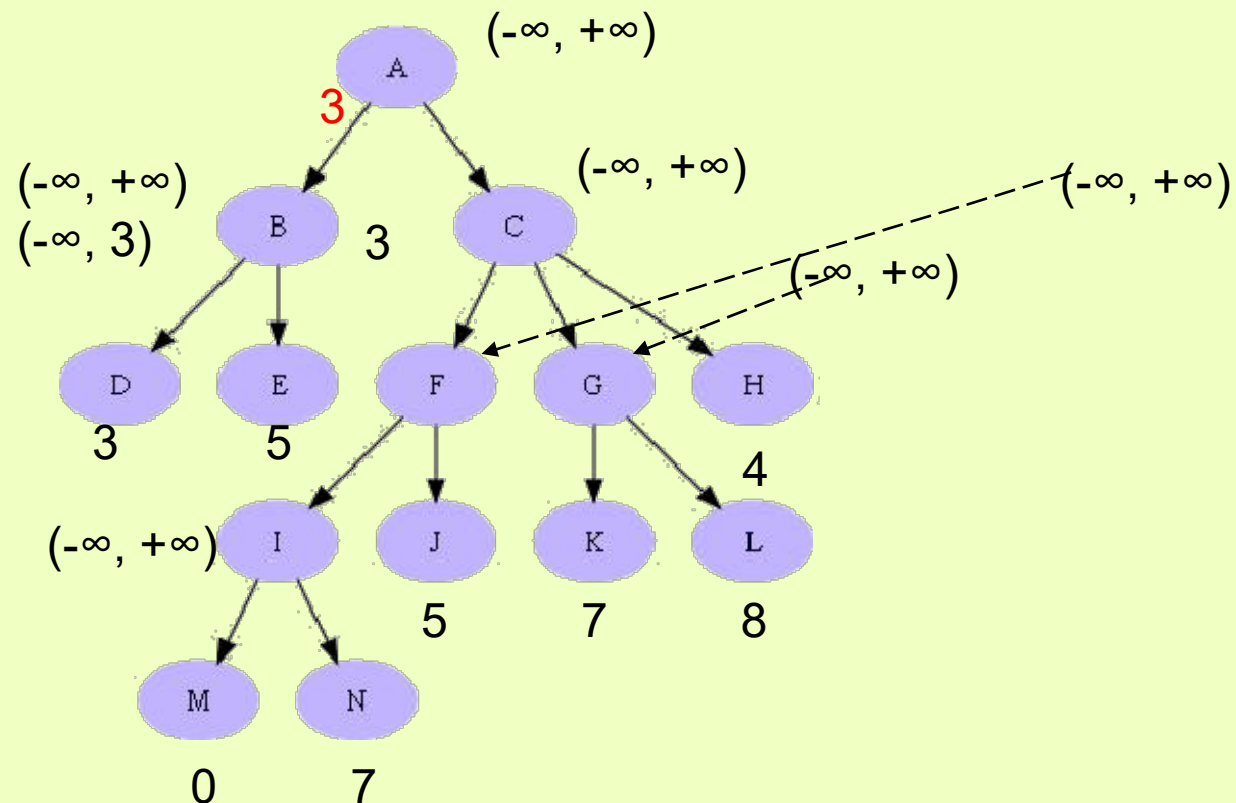 (-∞, +∞)
A
3
(-∞, +∞)
(-∞, +∞)
(-∞, +∞)
(-∞, 3)
B
3
C
(-∞, +∞)
D
E
F
G
H
3
5
4
(-∞, +∞)
I
J
K
L
5
7
8
M
N
0
7